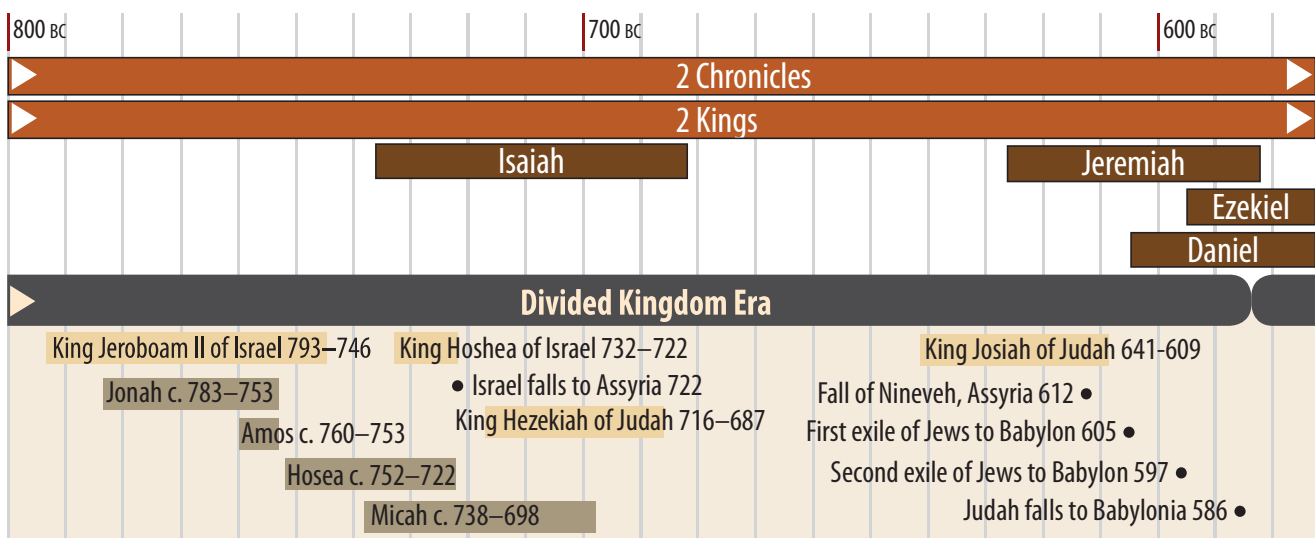 800 BC
700 BC
600 BC
2 Chronicles
2 Kings
Isaiah
Jeremiah
Ezekiel
Daniel
Divided Kingdom Era
King Jeroboam II of Israel 793–746
King Hoshea of Israel 732–722
King Josiah of Judah 641-609
Jonah c. 783–753
• Israel falls to Assyria 722
Fall of Nineveh, Assyria 612 •
King Hezekiah of Judah 716–687
Amos c. 760–753
First exile of Jews to Babylon 605 •
Hosea c. 752–722
Second exile of Jews to Babylon 597 •
Micah c. 738–698
Judah falls to Babylonia 586 •